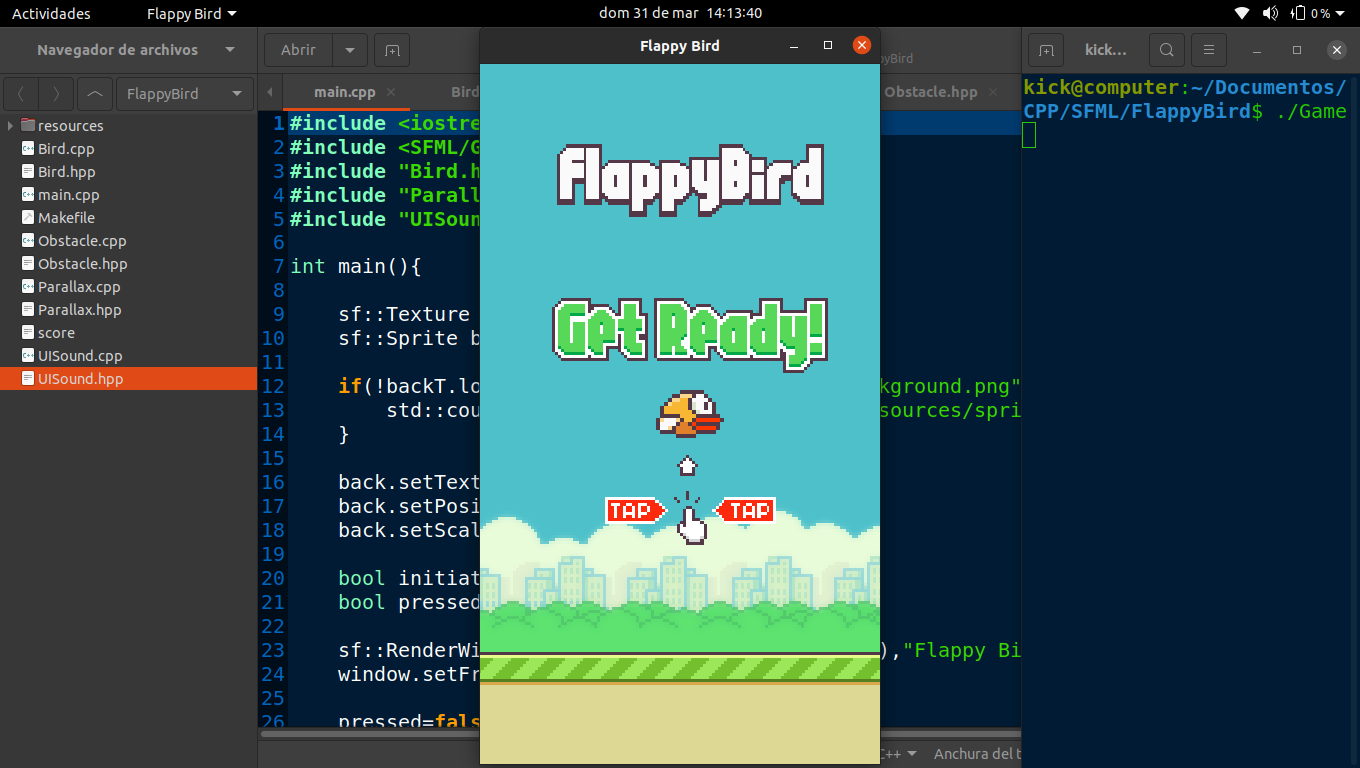 Actividades
Flappy Bird
dom 31 de mar 14:13:40
0 %
Navegador de archivos
FlappyBird
resources
Bird.cpp
Bird.hpp
main.cpp
Makefile
Obstacle.cpp
Obstacle.hpp
Parallax.cpp
Parallax.hpp
score
UISound.cpp
UISound.hpp
Abrir
main.cpp
Bird
Obstacle.hpp
1 #include <iostre
2 #include <SFML/G
3 #include "Bird.h
4 #include "Parall
5 #include "UISoun
6
7 int main(){
8
9 sf::Texture
10 sf::Sprite b
11
12 if(!backT.lo kground.png"
13 std::cou sources/spri
14 }
15
16 back.setText
17 back.setPosi
18 back.setScal
19
20 bool initiat
21 bool pressed
22
23 sf::RenderWi ),"Flappy Bi
24 window.setFr
25
26 pressed=fals
C++
Anchura del t
Flappy Bird
FlappyBird
Get Ready!
TAP TAP
kick...
kick@computer:~/Documentos/
CPP/SFML/FlappyBird$ ./Game